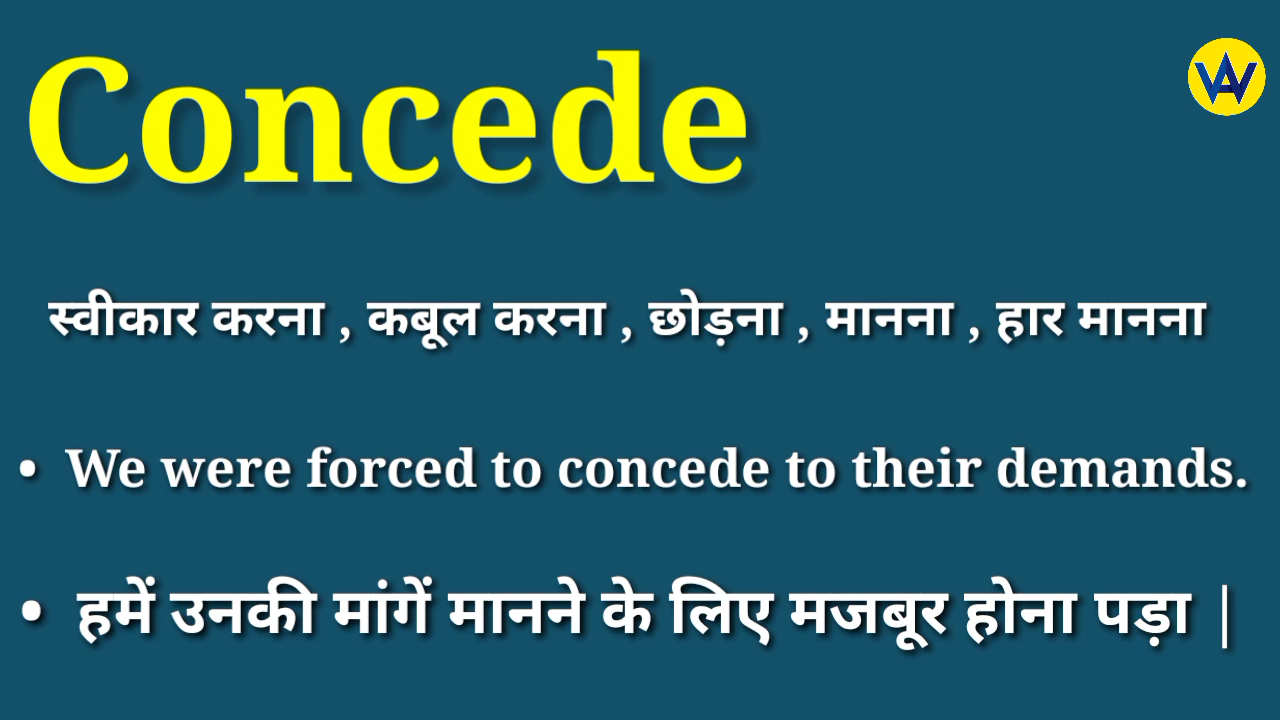 Concede
स्वीकार करना , कबूल करना , छोड़ना , मानना , हार मानना
• We were forced to concede to their demands.
• हमें उनकी मांगें मानने के लिए मजबूर होना पड़ा |